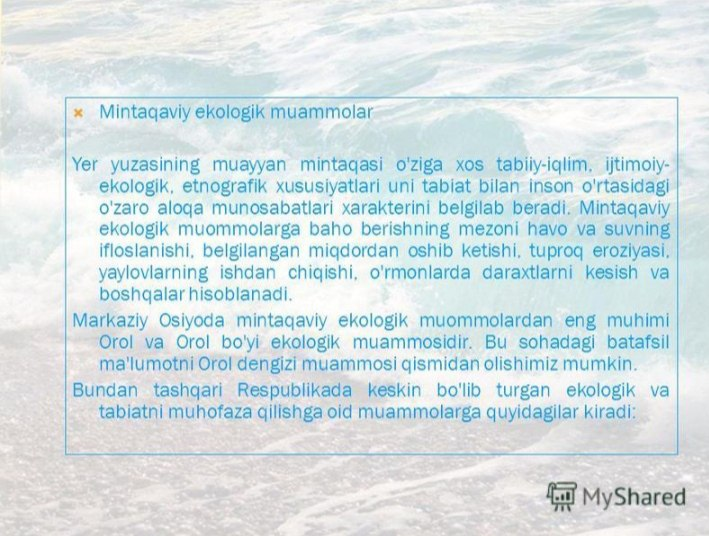 Mintaqaviy ekologik muammolar
Yer yuzasining muayyan mintaqasi o'ziga xos tabiiy-iqlim, ijtimoiy-
ekologik, etnografik xususiyatlari uni tabiat bilan inson o'rtasidagi
o'zaro aloqa munosabatlari xarakterini belgilab beradi. Mintaqaviy
ekologik muommolarga baho berishning mezoni havo va suvning
ifloslanishi, belgilangan miqdordan oshib ketishi, tuproq eroziyasi,
yaylovlarning ishdan chiqishi, o'rmonlarda daraxtlarni kesish va
boshqalar hisoblanadi.
Markaziy Osiyoda mintaqaviy ekologik muommolardan eng muhimi
Orol va Orol bo'yi ekologik muammosidir. Bu sohadagi batafsil
ma'lumotni Orol dengizi muammosi qismidan olishimiz mumkin.
Bundan tashqari Respublikada keskin bo'lib turgan ekologik va
tabiatni muhofaza qilishga oid muammolarga quyidagilar kiradi:
MyShared